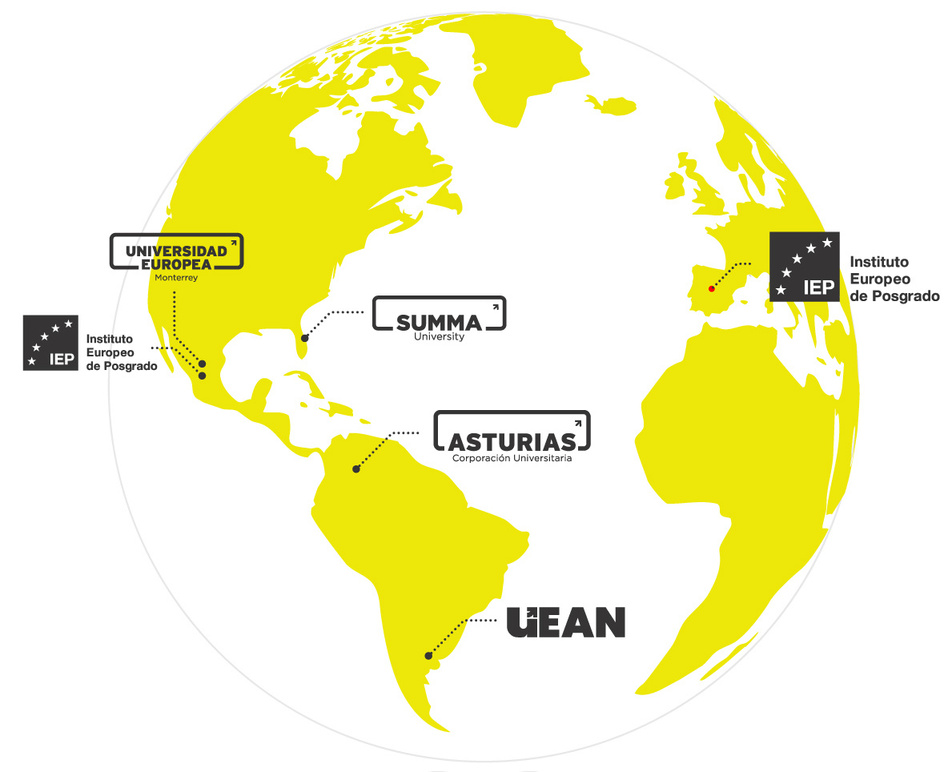 UNIVERSIDAD
EUROPEA
Monterrey
IEP
Instituto
Europeo
de Posgrado
SUMMA
University
IEP
Instituto
Europeo
de Posgrado
ASTURIAS
Corporación Universitaria
UEAN